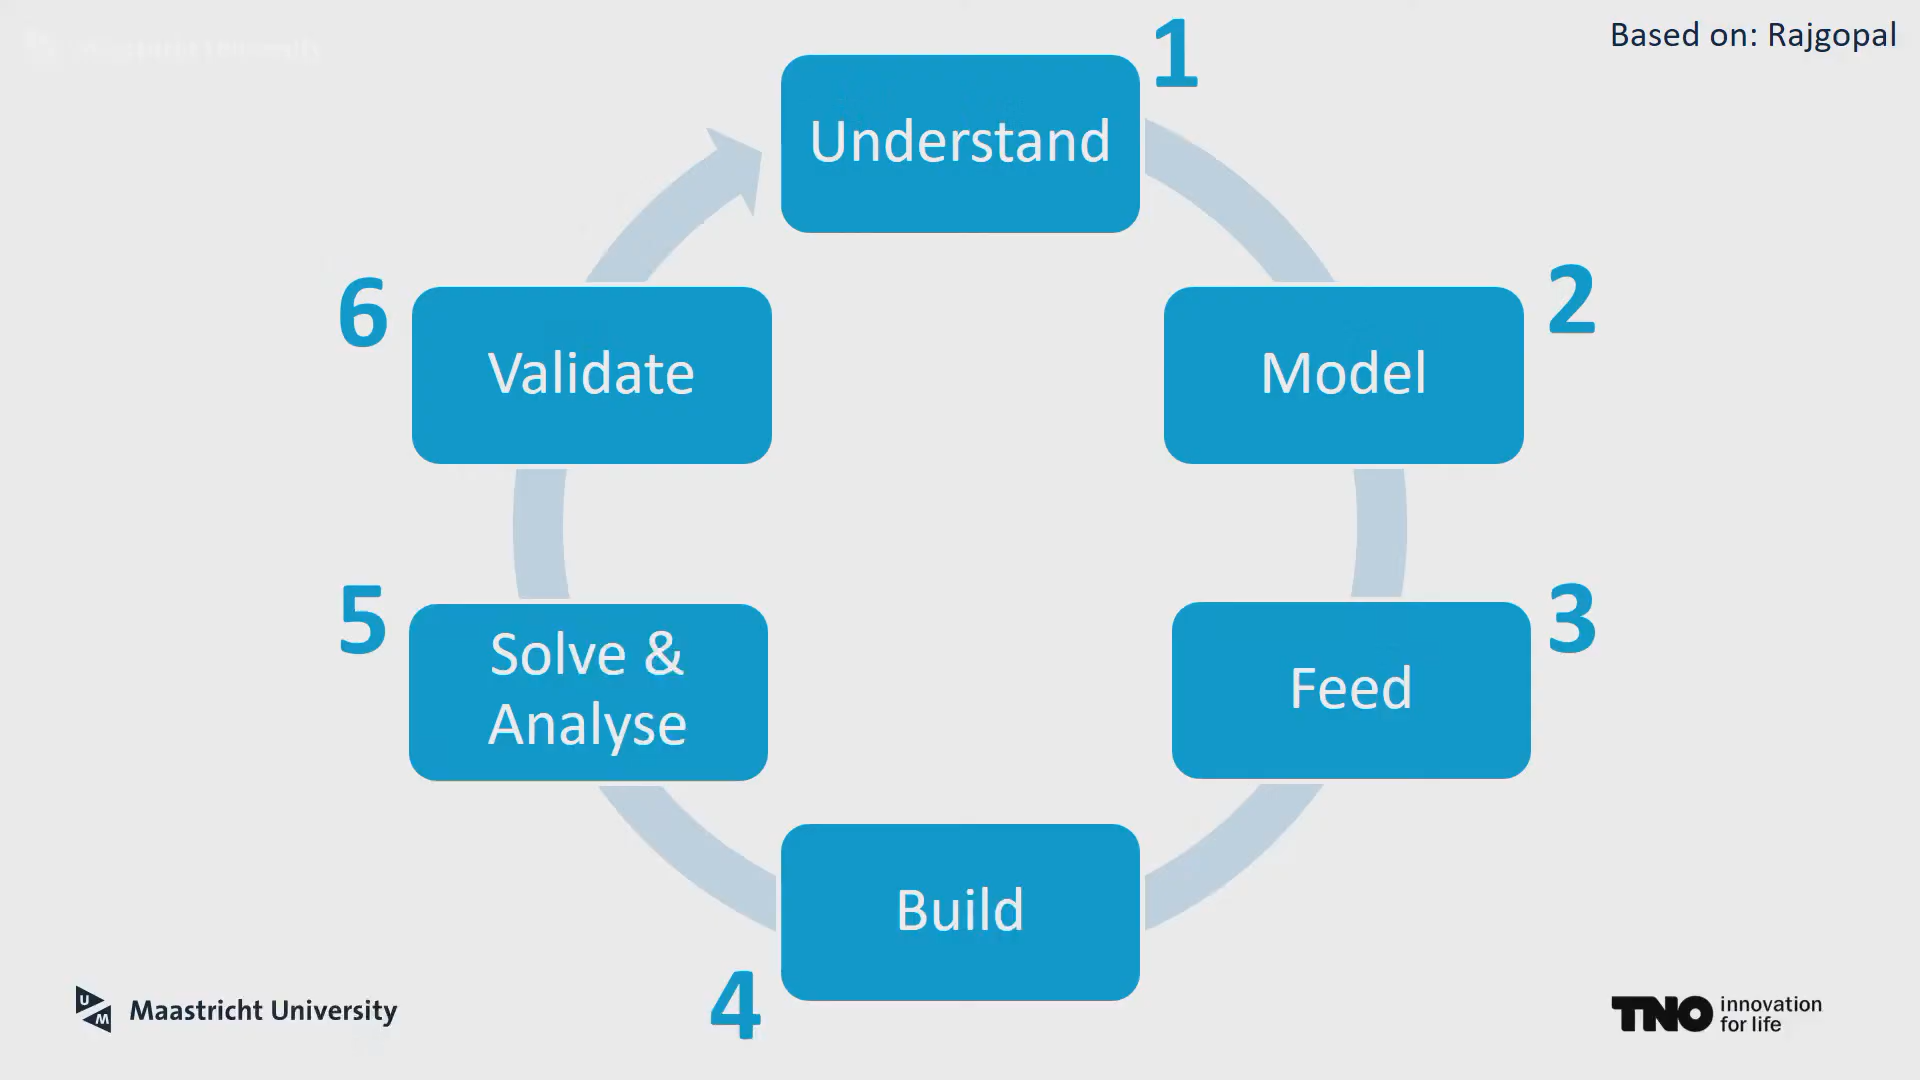 Based on: Rajgopal
1
Understand
2
Model
3
Feed
4
Build
5
Solve &
Analyse
6
Validate
UM
Maastricht University
TNO innovation
for life